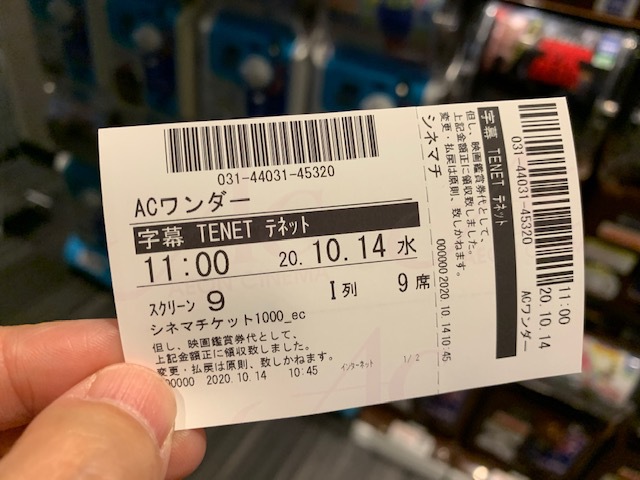 031-44031-45320
ACワンダー
字幕 TENET テネット
11:00 20.10.14 水
スクリーン 9 I列 9席
シネマチケット1000_ec
但し、映画鑑賞券代として、
上記金額正に領収致しました。
変更・払戻は原則、致しかねます。
000000 2020.10.14 10:45 インターネット 1/2
031-44031-45320
11:00
20.10.14
ACワンダー
字幕 TENET テネット
但し、映画鑑賞券代として、
上記金額正に領収致しました。
変更・払戻は原則、致しかねます。
000000 2020.10.14 10:45
シネマチ